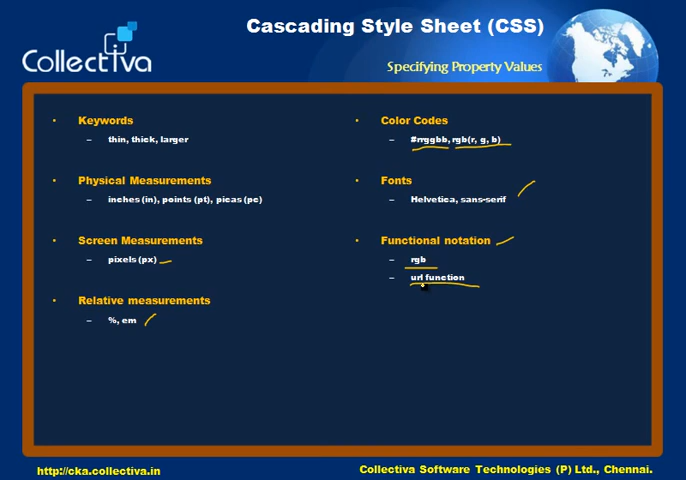 Collectiva
Cascading Style Sheet (CSS)
Specifying Property Values
• Keywords
– thin, thick, larger
• Physical Measurements
– inches (in), points (pt), picas (pc)
• Screen Measurements
– pixels (px)
• Relative measurements
– %, em
• Color Codes
– #rrggbb, rgb(r, g, b)
• Fonts
– Helvetica, sans-serif
• Functional notation
– rgb
– url function
http://cka.collectiva.in
Collectiva Software Technologies (P) Ltd., Chennai.